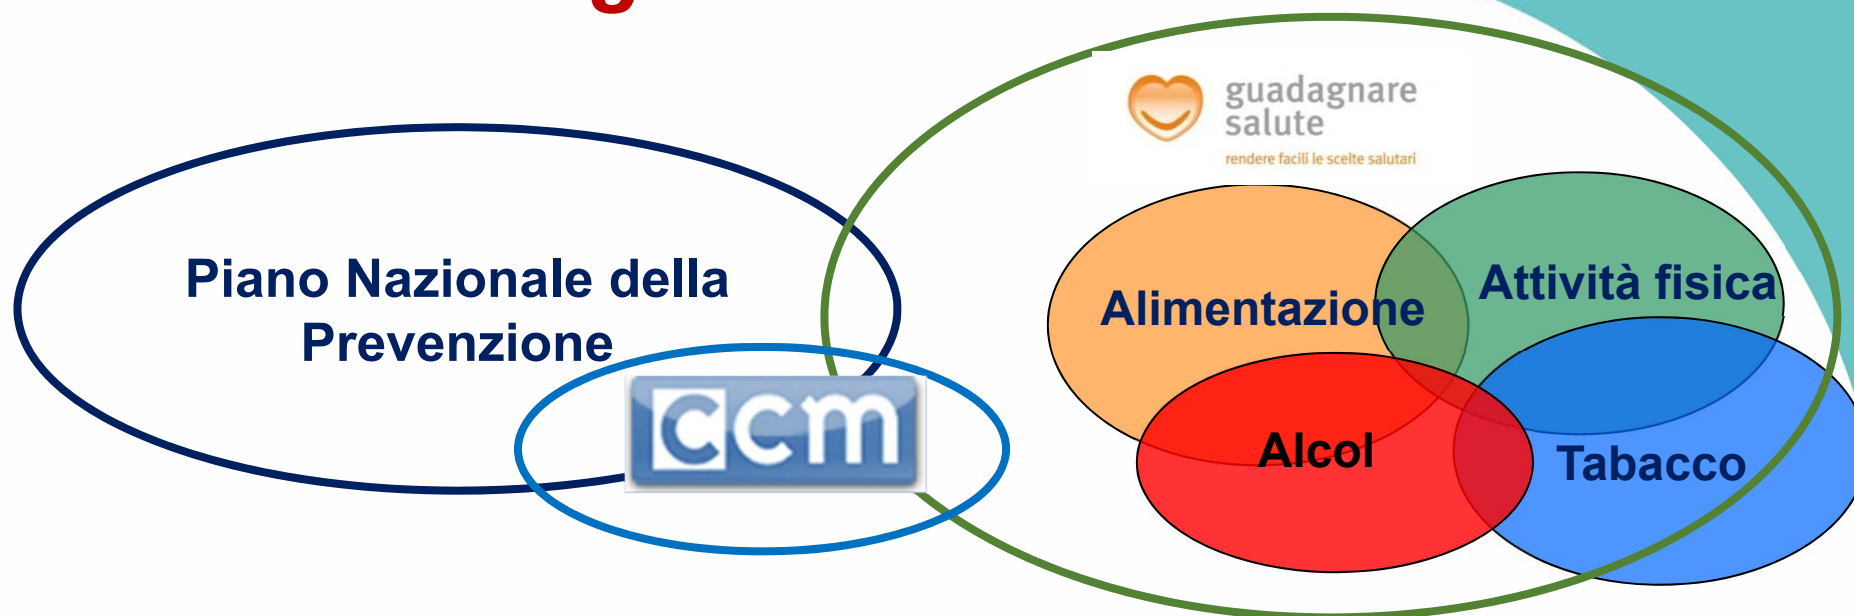 guadagnare
salute
rendere facili le scelte salutari
Piano Nazionale della
Prevenzione
Alimentazione
Attività fisica
ccm
Alcol
Tabacco